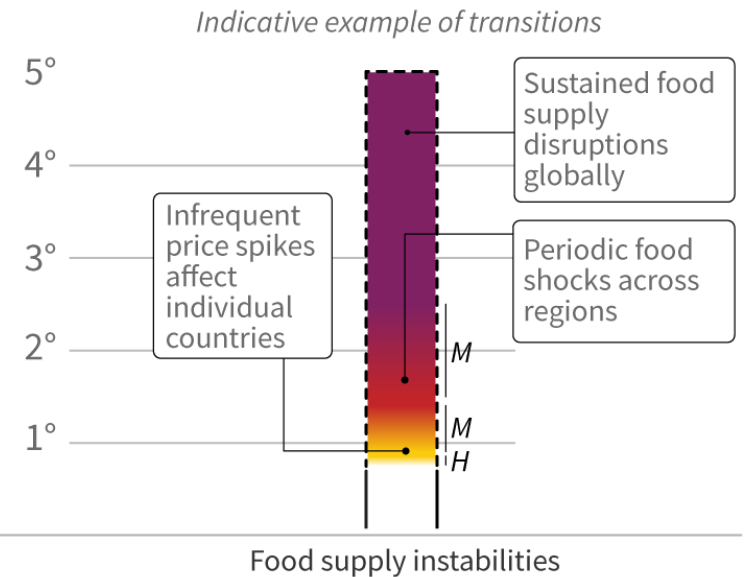 Indicative example of transitions
5°
4°
3°
2°
1°
Sustained food
supply
disruptions
globally
Infrequent
price spikes
affect
individual
countries
Periodic food
shocks across
regions
M
M
H
Food supply instabilities